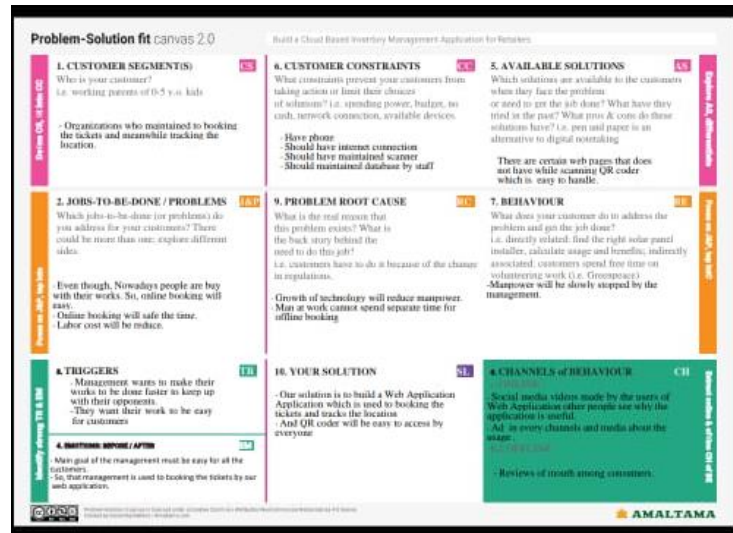 Problem-Solution fit canvas 2.0
Build a Cloud Based Inventory Management Application for Retailers
1. CUSTOMER SEGMENT(S)
CS
Who is your customer?
i.e. working parents of 0-5 y.o. kids
- Organizations who maintained to booking
the tickets and meanwhile tracking the
location.
6. CUSTOMER CONSTRAINTS
CC
What constraints prevent your customers from
taking action or limit their choices
of solutions? i.e. spending power, budget, no
cash, network connection, available devices.
- Have phone
- Should have internet connection
- Should have maintained scanner
- Should maintained database by staff
5. AVAILABLE SOLUTIONS
AS
Which solutions are available to the customers
when they face the problem
or need to get the job done? What have they
tried in the past? What pros & cons do these
solutions have? i.e. pen and paper is an
alternative to digital notetaking
There are certain web pages that does
not have while scanning QR coder
which is easy to handle.
Explore AS, differentiate
2. JOBS-TO-BE-DONE / PROBLEMS
J&P
Which jobs-to-be-done (or problems) do
you address for your customers? There
could be more than one; explore different
sides.
- Even though, Nowadays people are buy
with their works. So, online booking will
easy.
- Online booking will safe the time.
- Labor cost will be reduce.
9. PROBLEM ROOT CAUSE
RC
What is the real reason that
this problem exists? What is
the back story behind the
need to do this job?
i.e. customers have to do it because of the change
in regulations.
- Growth of technology will reduce manpower.
- Man at work cannot spend separate time for
offline booking
7. BEHAVIOUR
BE
What does your customer do to address the
problem and get the job done?
i.e. directly related: find the right solar panel
installer, calculate usage and benefits; indirectly
associated: customers spend free time on
volunteering work (i.e. Greenpeace)
-Manpower will be slowly stopped by the
management.
Identify strong TR & EM
TRIGGERS
TR
- Management wants to make their
works to be done faster to keep up
with their opponents.
- They want their work to be easy
for customers
4. EMOTIONS: BEFORE / AFTER
EM
- Main goal of the management must be easy for all the
customers.
- So, that management is used to booking the tickets by our
web application.
10. YOUR SOLUTION
SL
- Our solution is to build a Web Application
Application which is used to booking the
tickets and tracks the location
- And QR coder will be easy to access by
everyone
CHANNELS of BEHAVIOUR
CH
- Social media videos made by the users of
Web Application other people see why the
application is useful.
- Ad in every channels and media about the
usage .
- Reviews of mouth among consumers.
AMALTAMA